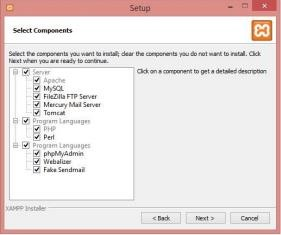 Setup
Select Components
Select the components you want to install; clear the components you do not want to install. Click
Next when you are ready to continue.
Server
Apache
MySQL
FileZilla FTP Server
Mercury Mail Server
Tomcat
Program Languages
PHP
Perl
Program Languages
phpMyAdmin
Webalizer
Fake Sendmail
Click on a component to get a detailed description
XAMPP Installer
< Back
Next >
Cancel